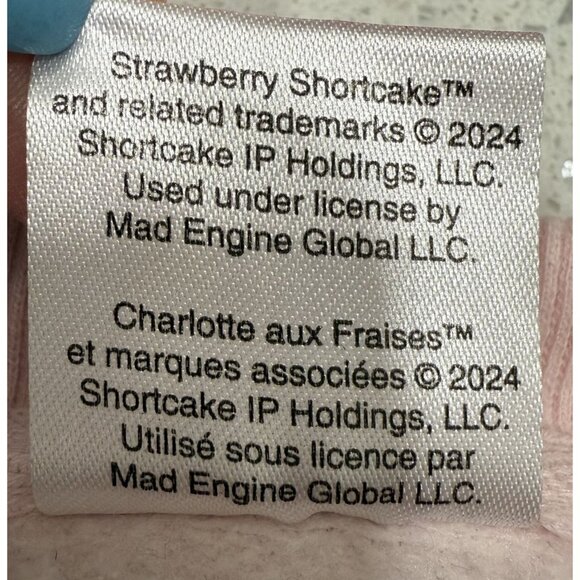 Strawberry Shortcake™
and related trademarks © 2024
Shortcake IP Holdings, LLC.
Used under license by
Mad Engine Global LLC.
Charlotte aux Fraises™
et marques associées © 2024
Shortcake IP Holdings, LLC.
Utilisé sous licence par
Mad Engine Global LLC.